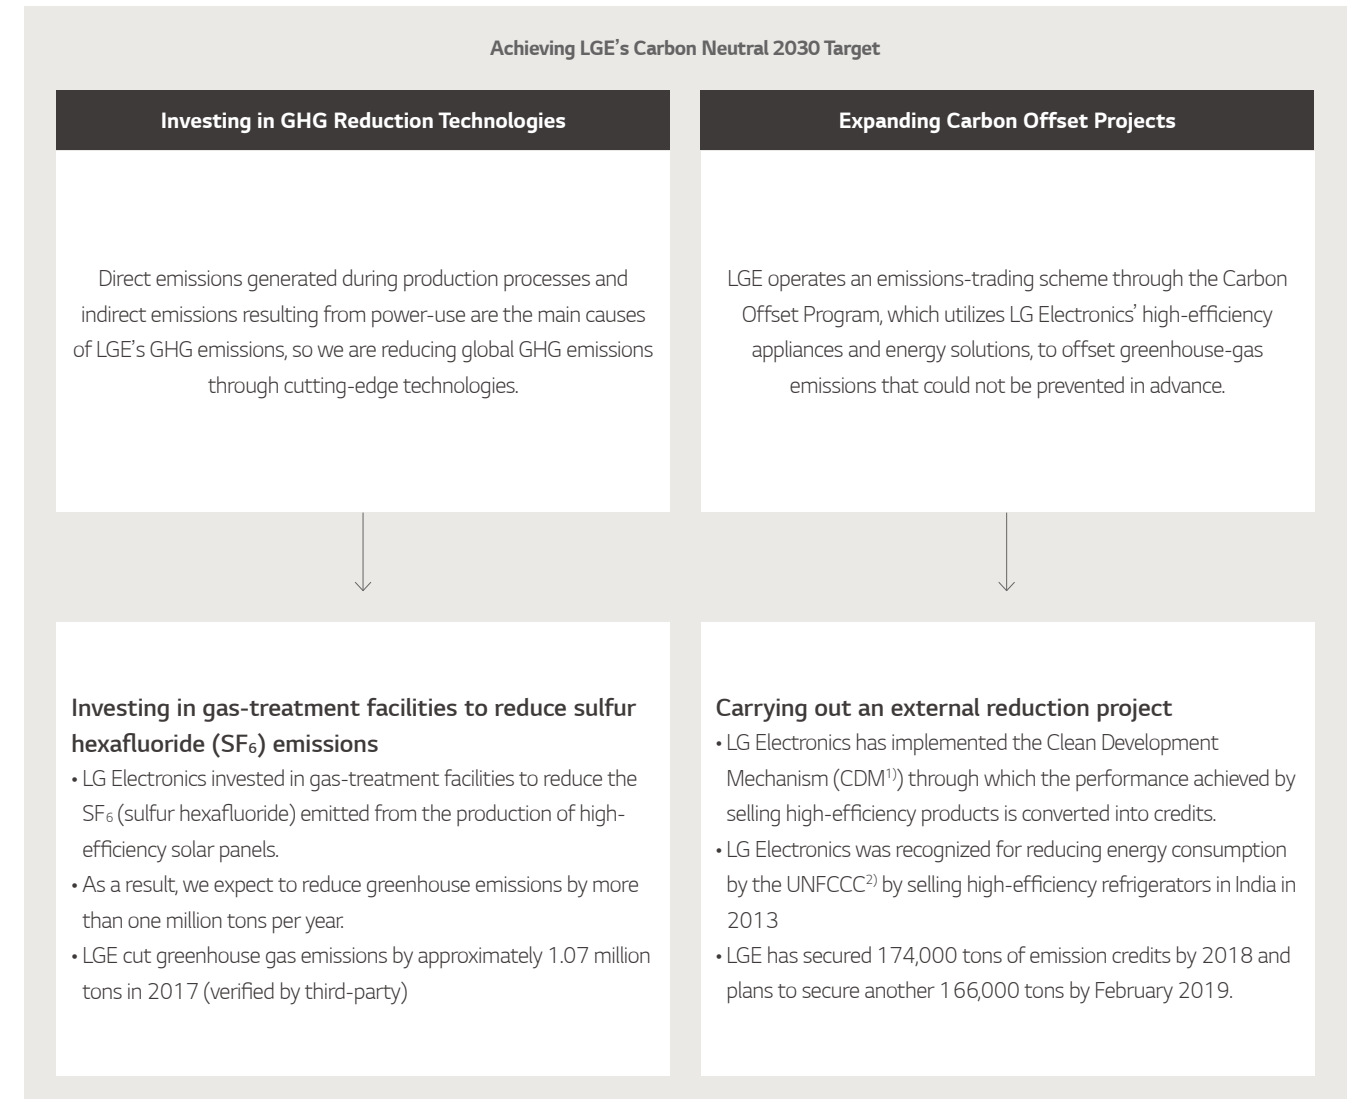 Achieving LGE’s Carbon Neutral 2030 Target
Investing in GHG Reduction Technologies
Direct emissions generated during production processes and
indirect emissions resulting from power-use are the main causes
of LGE’s GHG emissions, so we are reducing global GHG emissions
through cutting-edge technologies.
Investing in gas-treatment facilities to reduce sulfur
hexafluoride (SF₆) emissions
• LG Electronics invested in gas-treatment facilities to reduce the
SF₆ (sulfur hexafluoride) emitted from the production of high-
efficiency solar panels.
• As a result, we expect to reduce greenhouse emissions by more
than one million tons per year.
• LGE cut greenhouse gas emissions by approximately 1.07 million
tons in 2017 (verified by third-party)
Expanding Carbon Offset Projects
LGE operates an emissions-trading scheme through the Carbon
Offset Program, which utilizes LG Electronics’ high-efficiency
appliances and energy solutions, to offset greenhouse-gas
emissions that could not be prevented in advance.
Carrying out an external reduction project
• LG Electronics has implemented the Clean Development
Mechanism (CDM¹⁾) through which the performance achieved by
selling high-efficiency products is converted into credits.
• LG Electronics was recognized for reducing energy consumption
by the UNFCCC²⁾ by selling high-efficiency refrigerators in India in
2013
• LGE has secured 174,000 tons of emission credits by 2018 and
plans to secure another 166,000 tons by February 2019.